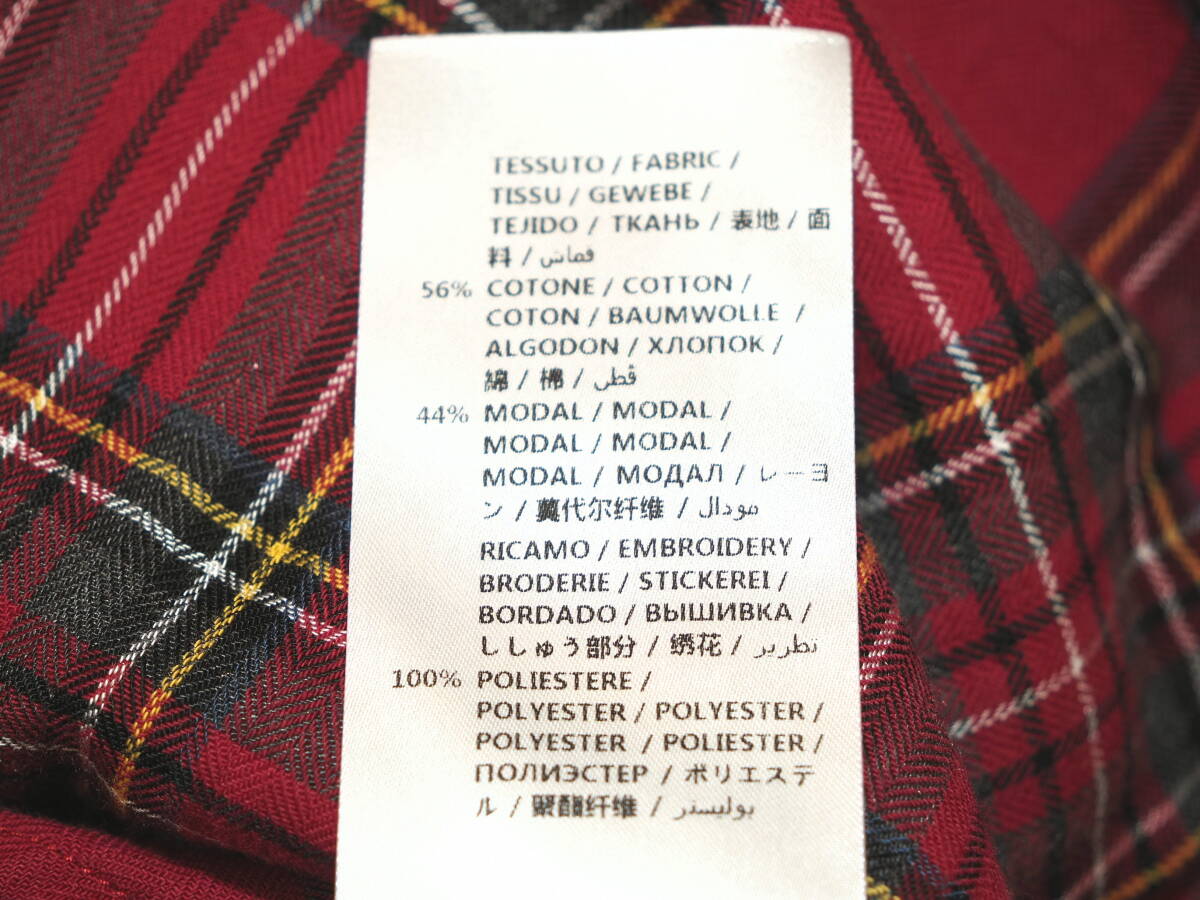 TESSUTO / FABRIC /
TISSU / GEWEBE /
TEJIDO / ТКАНЬ / 表地 / 面
料 / قماش
56% COTONE / COTTON /
COTON / BAUMWOLLE /
ALGODON / ХЛОПОК /
綿 / 棉 / قطن
44% MODAL / MODAL /
MODAL / MODAL /
MODAL / МОДАЛ / レーヨ
ン / 莫代尔纤维 / مودال
RICAMO / EMBROIDERY /
BRODERIE / STICKEREI /
BORDADO / ВЫШИВКА /
ししゅう部分 / 绣花 / تطريز
100% POLIESTERE /
POLYESTER / POLYESTER /
POLYESTER / POLIESTER /
ПОЛИЭСТЕР / ポリエステ
ル / 聚酯纤维 / بوليستر